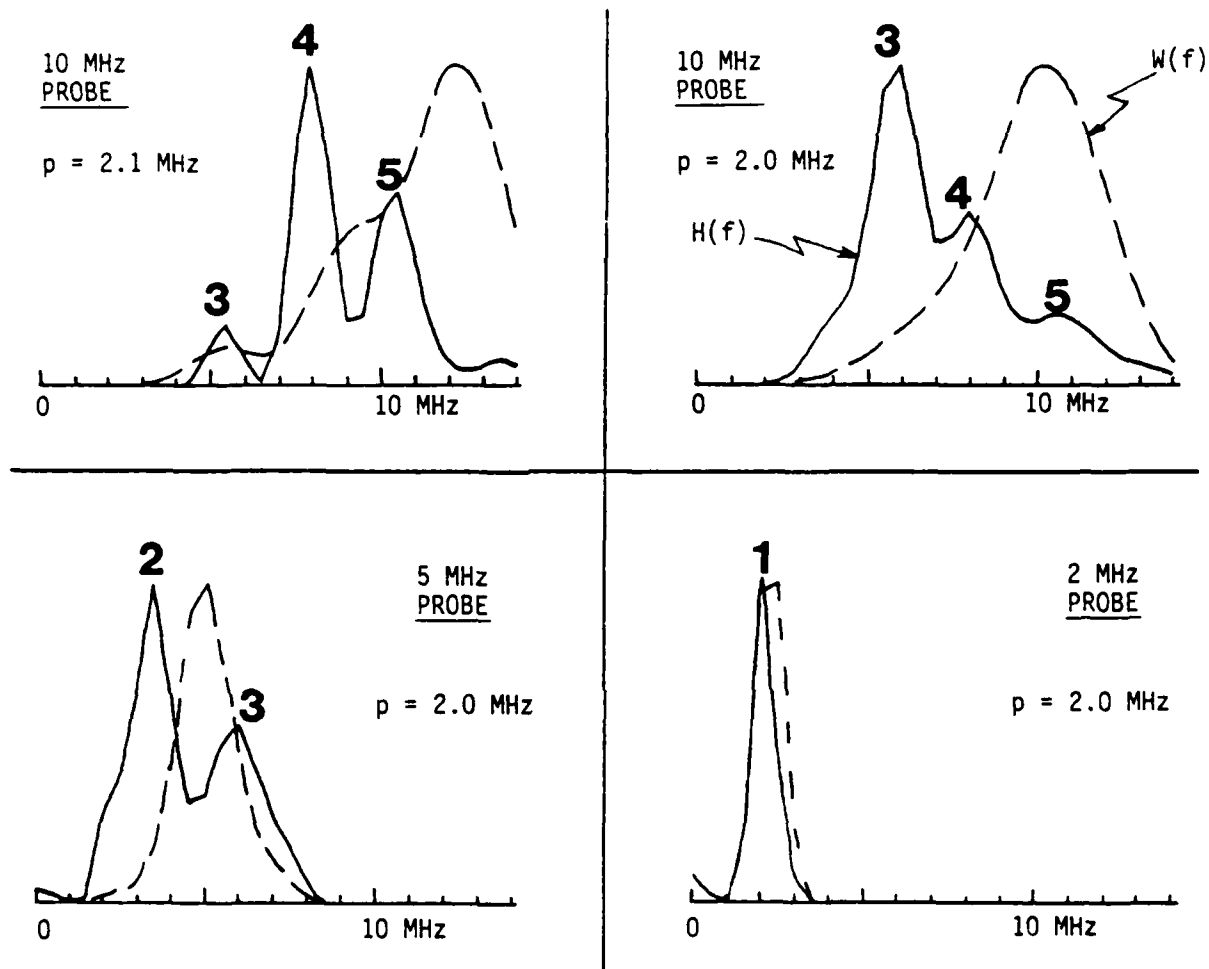 10 MHz
PROBE
p = 2.1 MHz
4
5
3
0
10 MHz
10 MHz
PROBE
p = 2.0 MHz
3
W(f)
H(f)
4
5
0
10 MHz
2
5 MHz
PROBE
p = 2.0 MHz
3
0
10 MHz
1
2 MHz
PROBE
p = 2.0 MHz
0
10 MHz